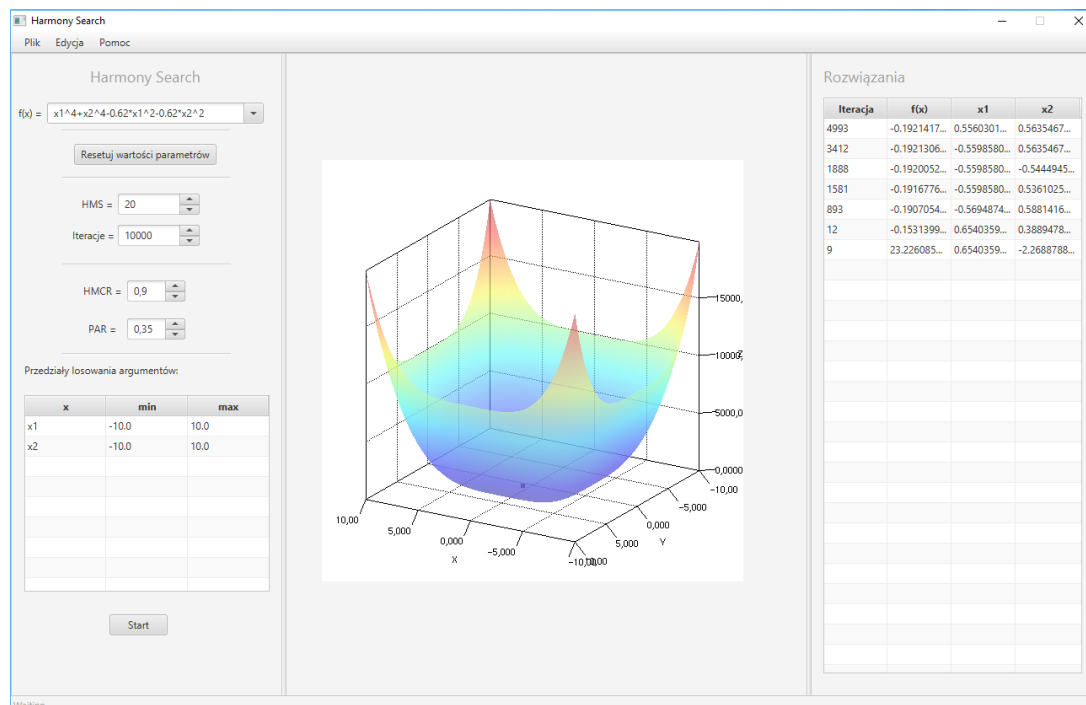 Harmony Search
Plik Edycja Pomoc
Harmony Search
f(x) = x1^4+x2^4-0.62*x1^2-0.62*x2^2
Resetuj wartości parametrów
HMS = 20
Iteracje = 10000
HMCR = 0,9
PAR = 0,35
Przedziały losowania argumentów:
x min max
x1 -10.0 10.0
x2 -10.0 10.0
Start
15000,
10000,
5000,0
0,0000
−10,00
−5,000
0,000
5,000
Y
10,00
5,000
0,000
−5,000
−10,00
X
Rozwiązania
Iteracja f(x) x1 x2
4993 -0.1921417... 0.5560301... 0.5635467...
3412 -0.1921306... -0.5598580... 0.5635467...
1888 -0.1920052... -0.5598580... -0.5444945...
1581 -0.1916776... -0.5598580... 0.5361025...
893 -0.1907054... -0.5694874... 0.5881416...
12 -0.1531399... 0.6540359... 0.3889478...
9 23.226085... 0.6540359... -2.2688788...